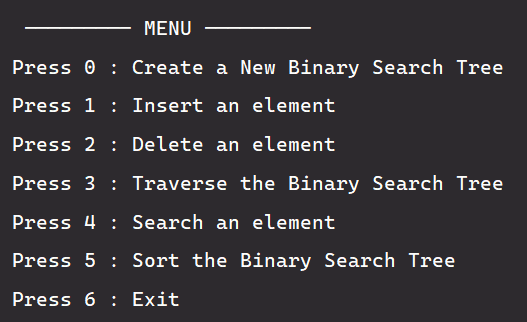 ───────── MENU ─────────
Press 0 : Create a New Binary Search Tree
Press 1 : Insert an element
Press 2 : Delete an element
Press 3 : Traverse the Binary Search Tree
Press 4 : Search an element
Press 5 : Sort the Binary Search Tree
Press 6 : Exit